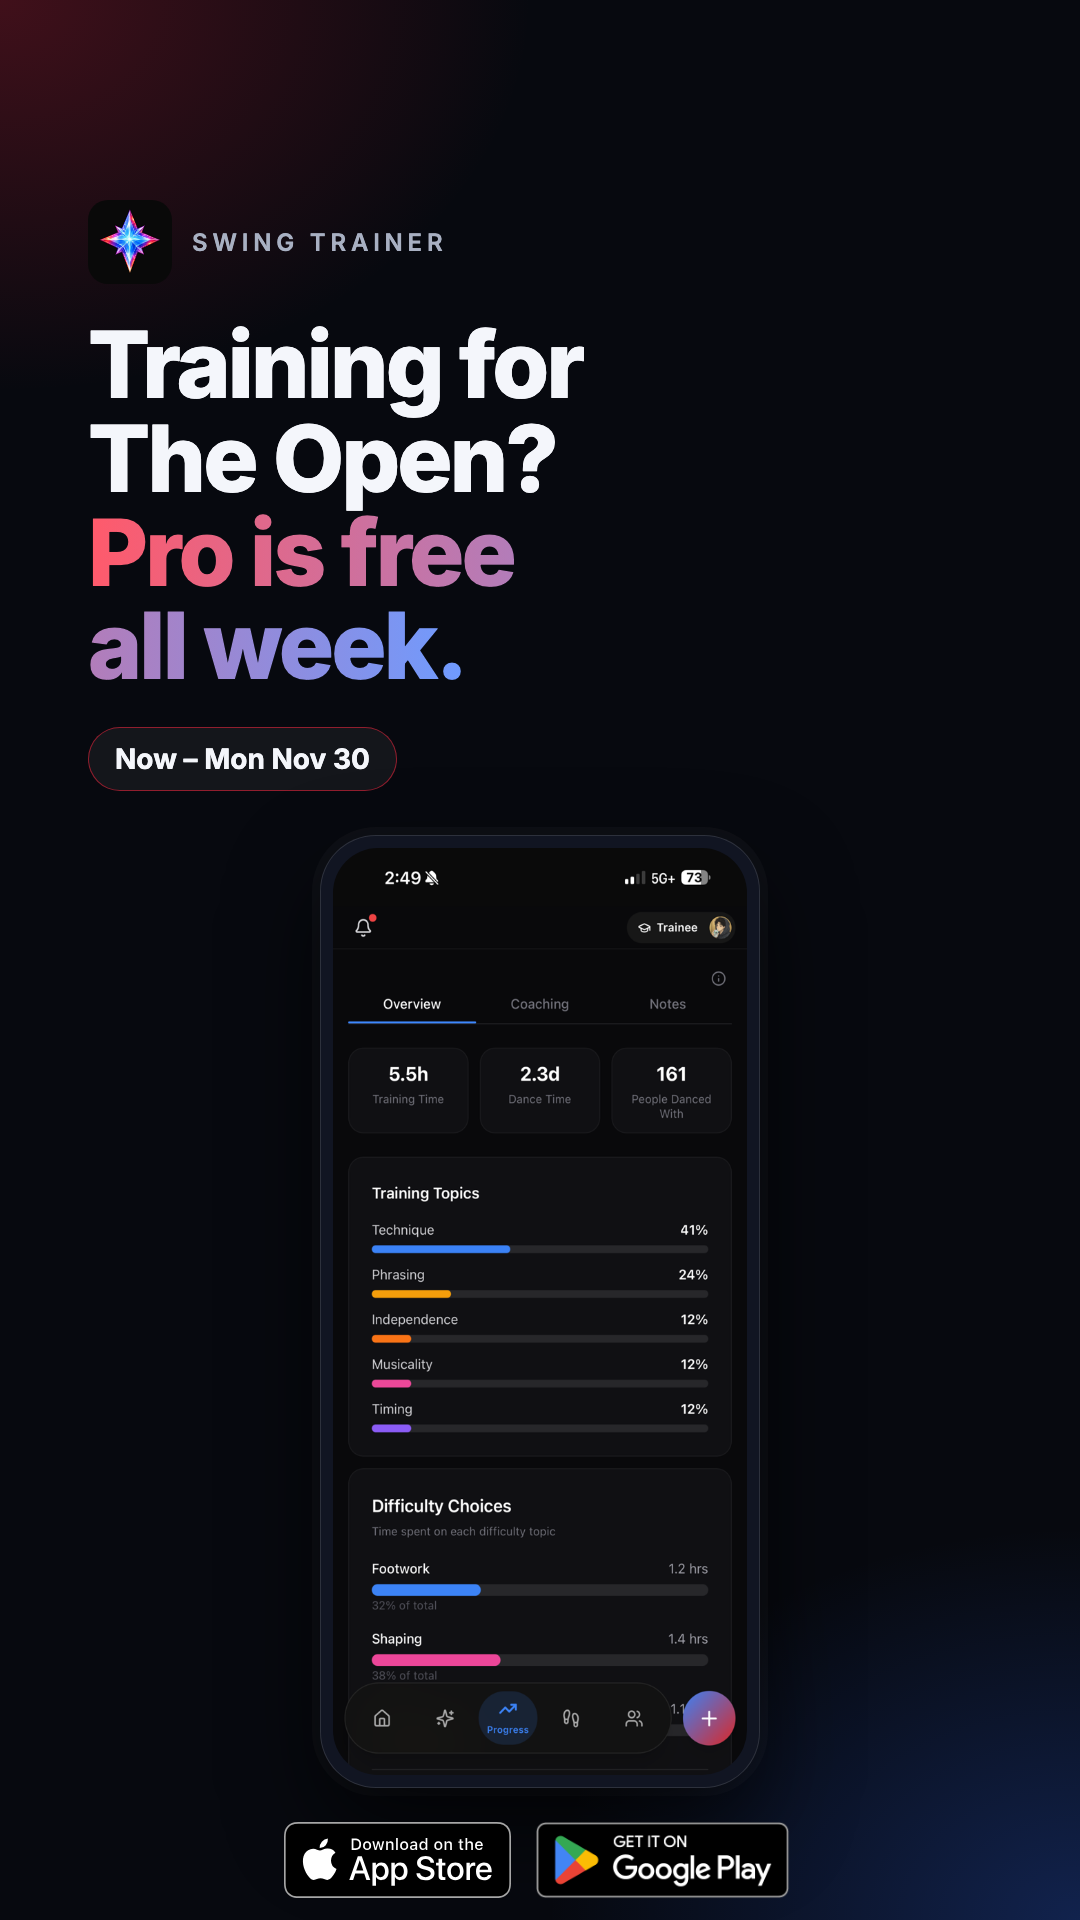 SWING TRAINER
Training for
The Open?
Pro is free
all week.
Now – Mon Nov 30
2:49 5G+ 73
Trainee
Overview Coaching Notes
5.5h 2.3d 161
Training Time Dance Time People Danced
With
Training Topics
Technique 41%
Phrasing 24%
Independence 12%
Musicality 12%
Timing 12%
Difficulty Choices
Time spent on each difficulty topic
Footwork 1.2 hrs
32% of total
Shaping 1.4 hrs
38% of total
Progress
Download on the
App Store
GET IT ON
Google Play